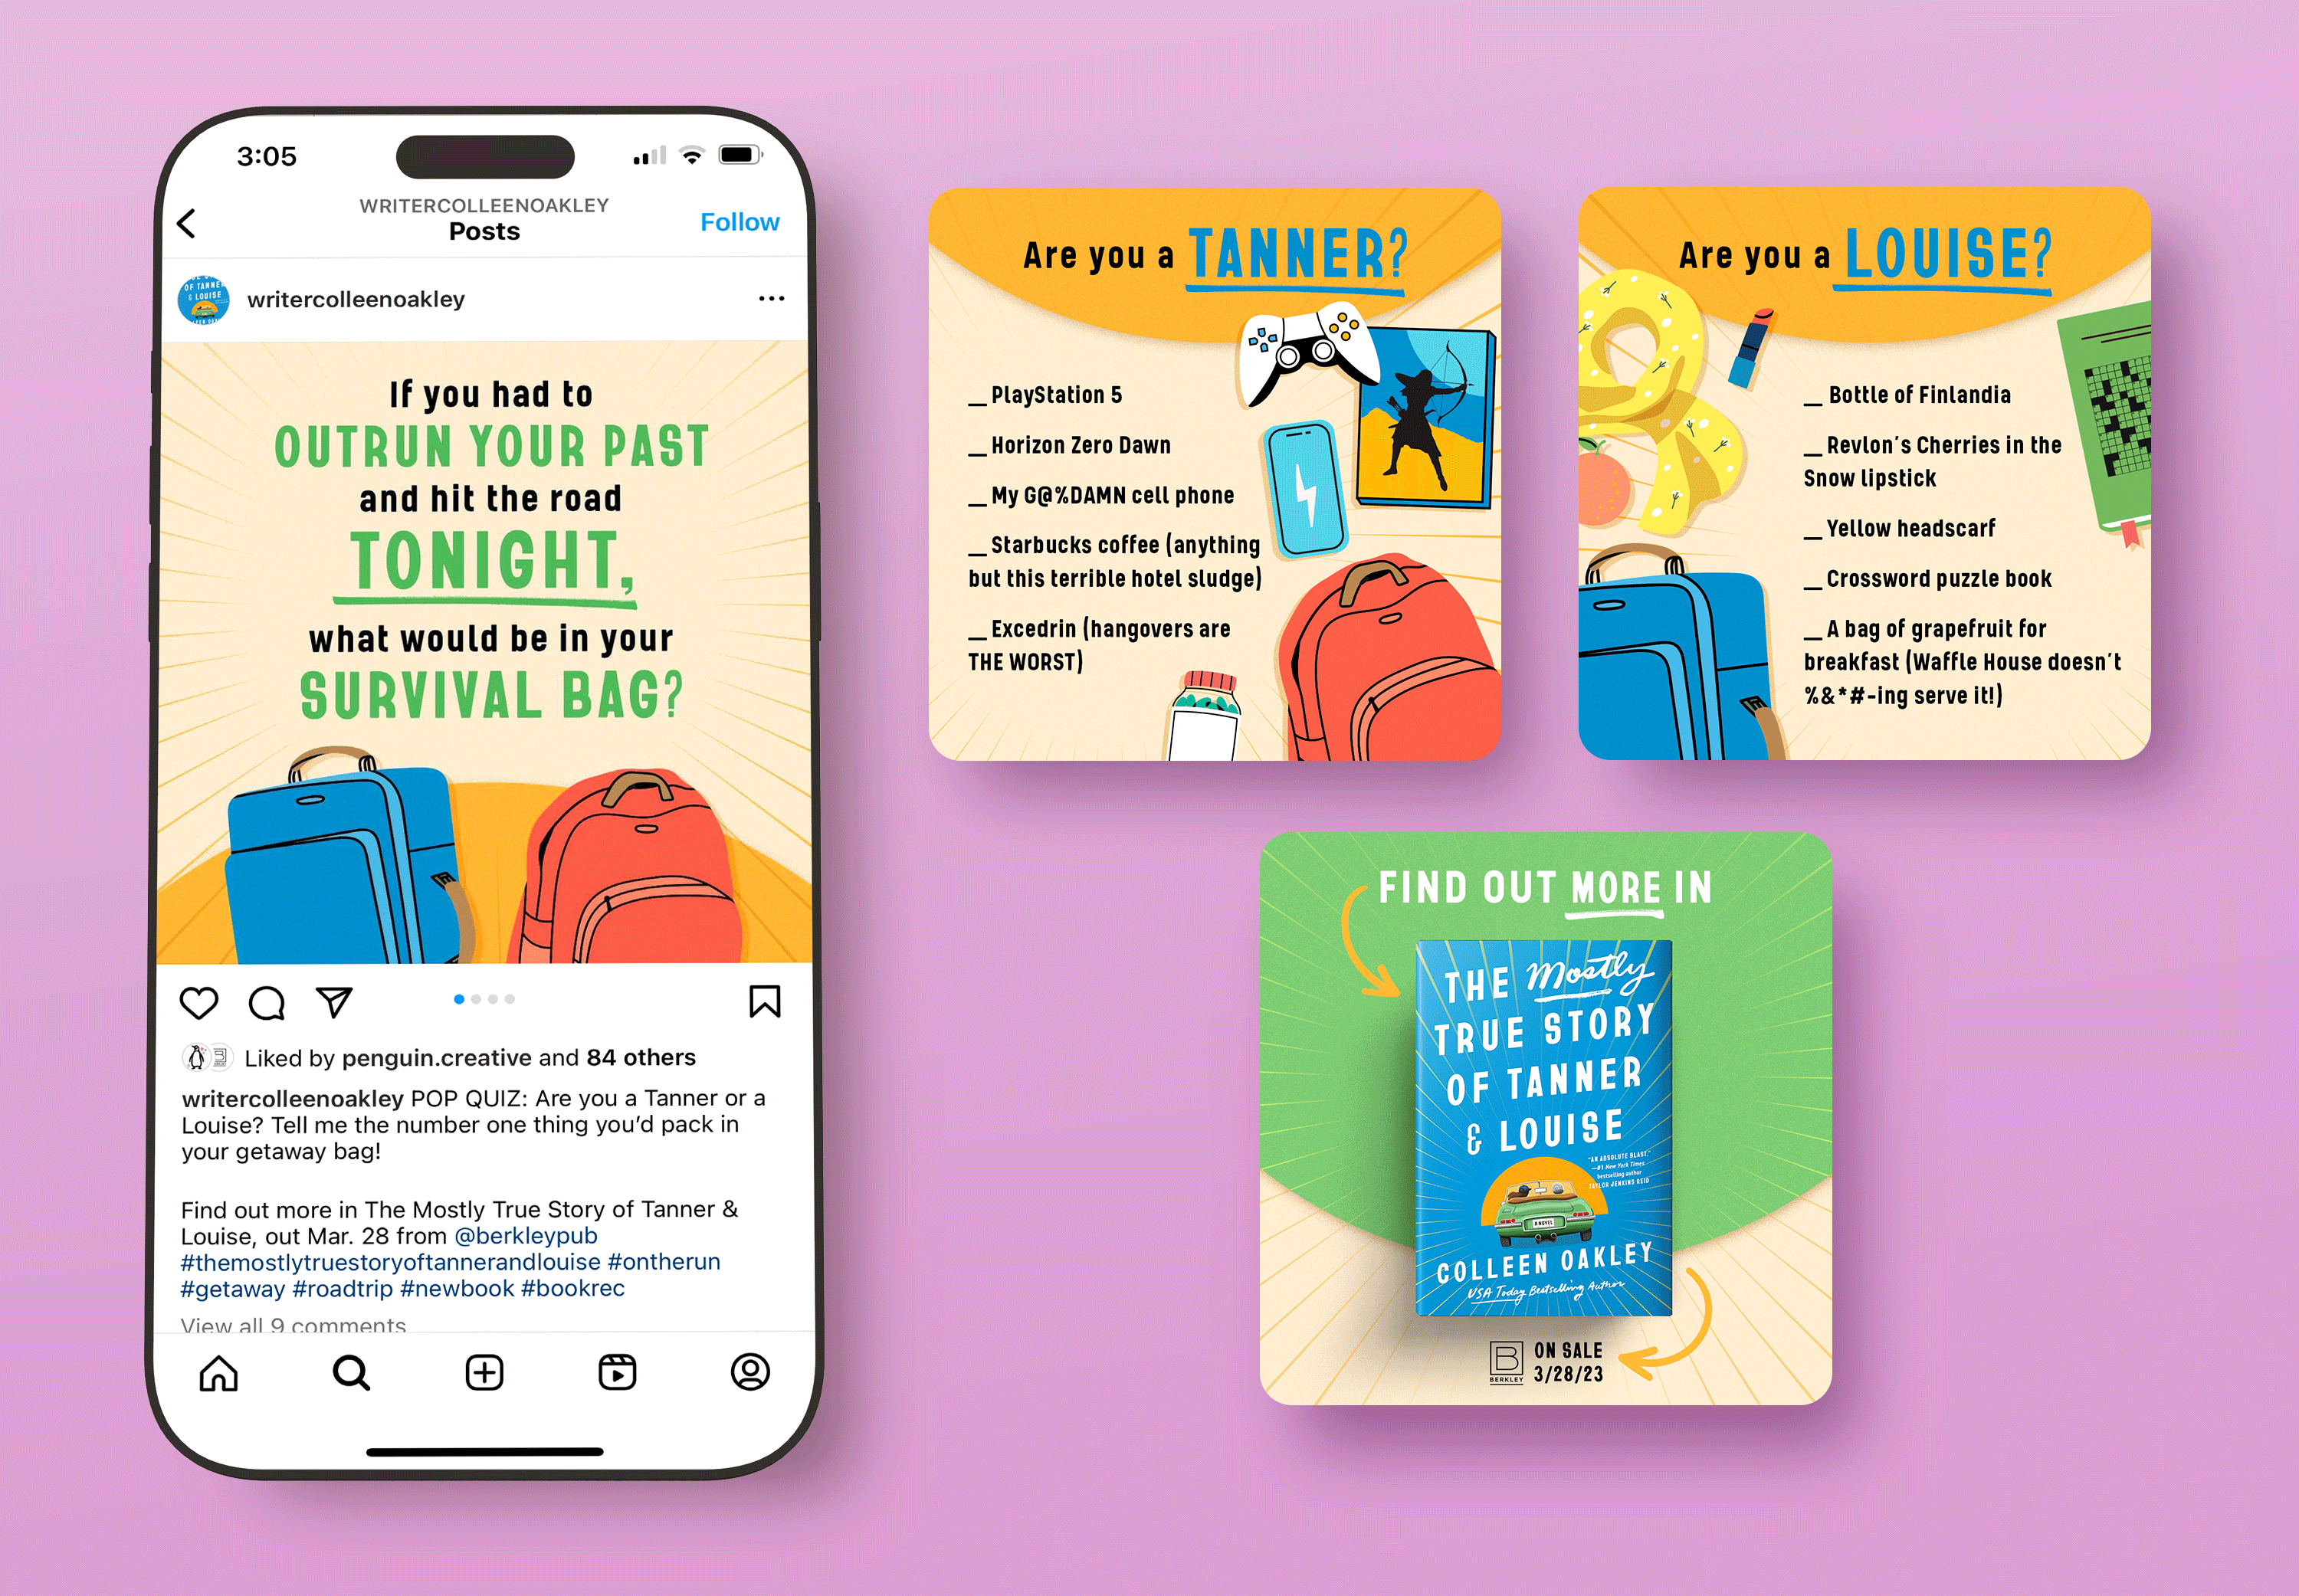 3:05
WRITERCOLLEENOAKLEY
Posts
Follow
OF TANNER
& LOUISE
writercolleenoakley
If you had to
OUTRUN YOUR PAST
and hit the road
TONIGHT,
what would be in your
SURVIVAL BAG?
Liked by penguin.creative and 84 others
writercolleenoakley POP QUIZ: Are you a Tanner or a
Louise? Tell me the number one thing you'd pack in
your getaway bag!
Find out more in The Mostly True Story of Tanner &
Louise, out Mar. 28 from @berkleypub
#themostlytruestoryoftannerandlouise #ontherun
#getaway #roadtrip #newbook #bookrec
View all 9 comments
Are you a TANNER?
_ PlayStation 5
_ Horizon Zero Dawn
_ My G@%DAMN cell phone
_ Starbucks coffee (anything
but this terrible hotel sludge)
_ Excedrin (hangovers are
THE WORST)
Are you a LOUISE?
_ Bottle of Finlandia
_ Revlon's Cherries in the
Snow lipstick
_ Yellow headscarf
_ Crossword puzzle book
_ A bag of grapefruit for
breakfast (Waffle House doesn't
%&*#-ing serve it!)
FIND OUT MORE IN
THE Mostly
TRUE STORY
OF TANNER
& LOUISE
"AN ABSOLUTE BLAST."
—#1 New York Times
bestselling author
TAYLOR JENKINS REID
A NOVEL
COLLEEN OAKLEY
USA Today Bestselling Author
B
BERKLEY
ON SALE
3/28/23